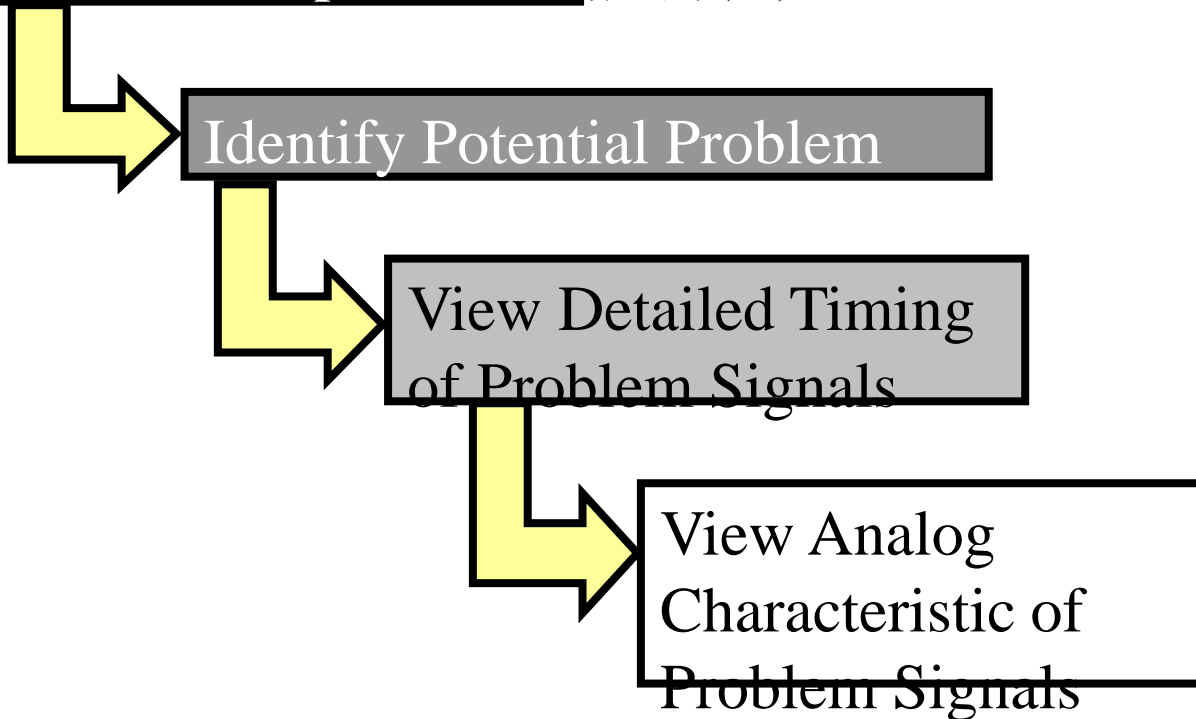 Identify Potential Problem
View Detailed Timing
of Problem Signals
View Analog
Characteristic of
Problem Signals